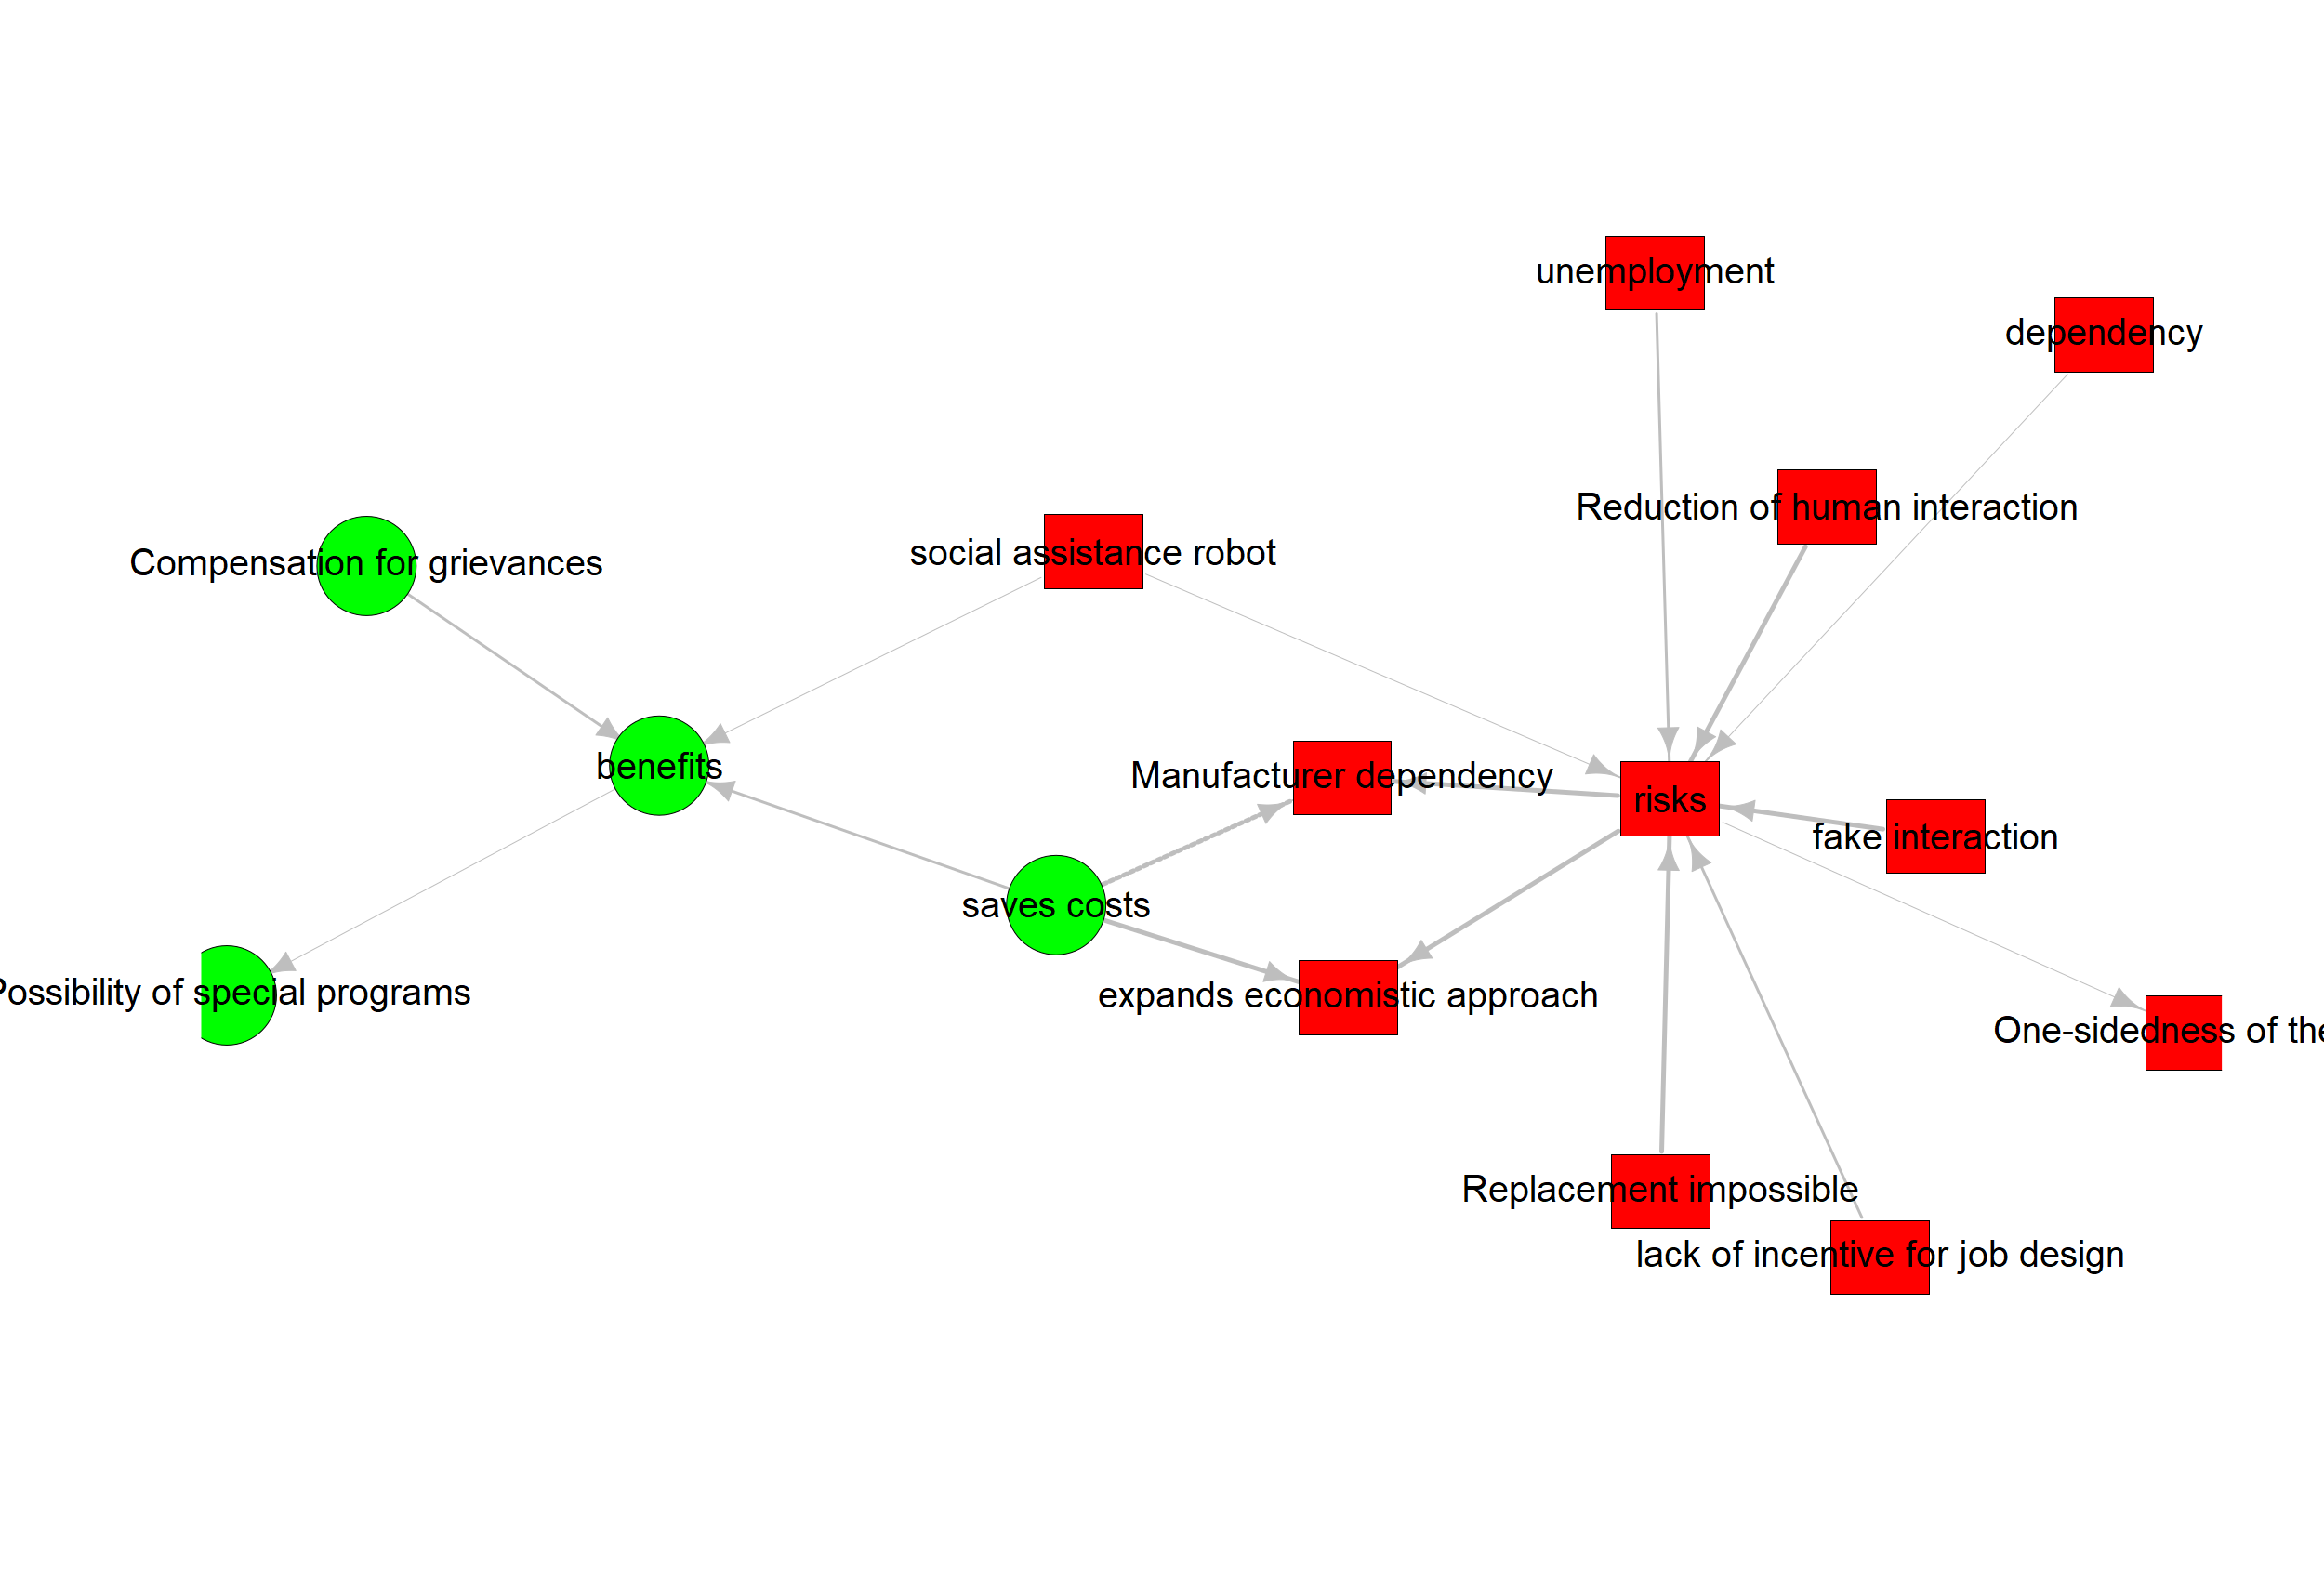 unemployment
dependency
Reduction of human interaction
social assistance robot
Compensation for grievances
benefits
Manufacturer dependency
risks
fake interaction
saves costs
Possibility of special programs
expands economistic approach
One-sidedness of the
Replacement impossible
lack of incentive for job design